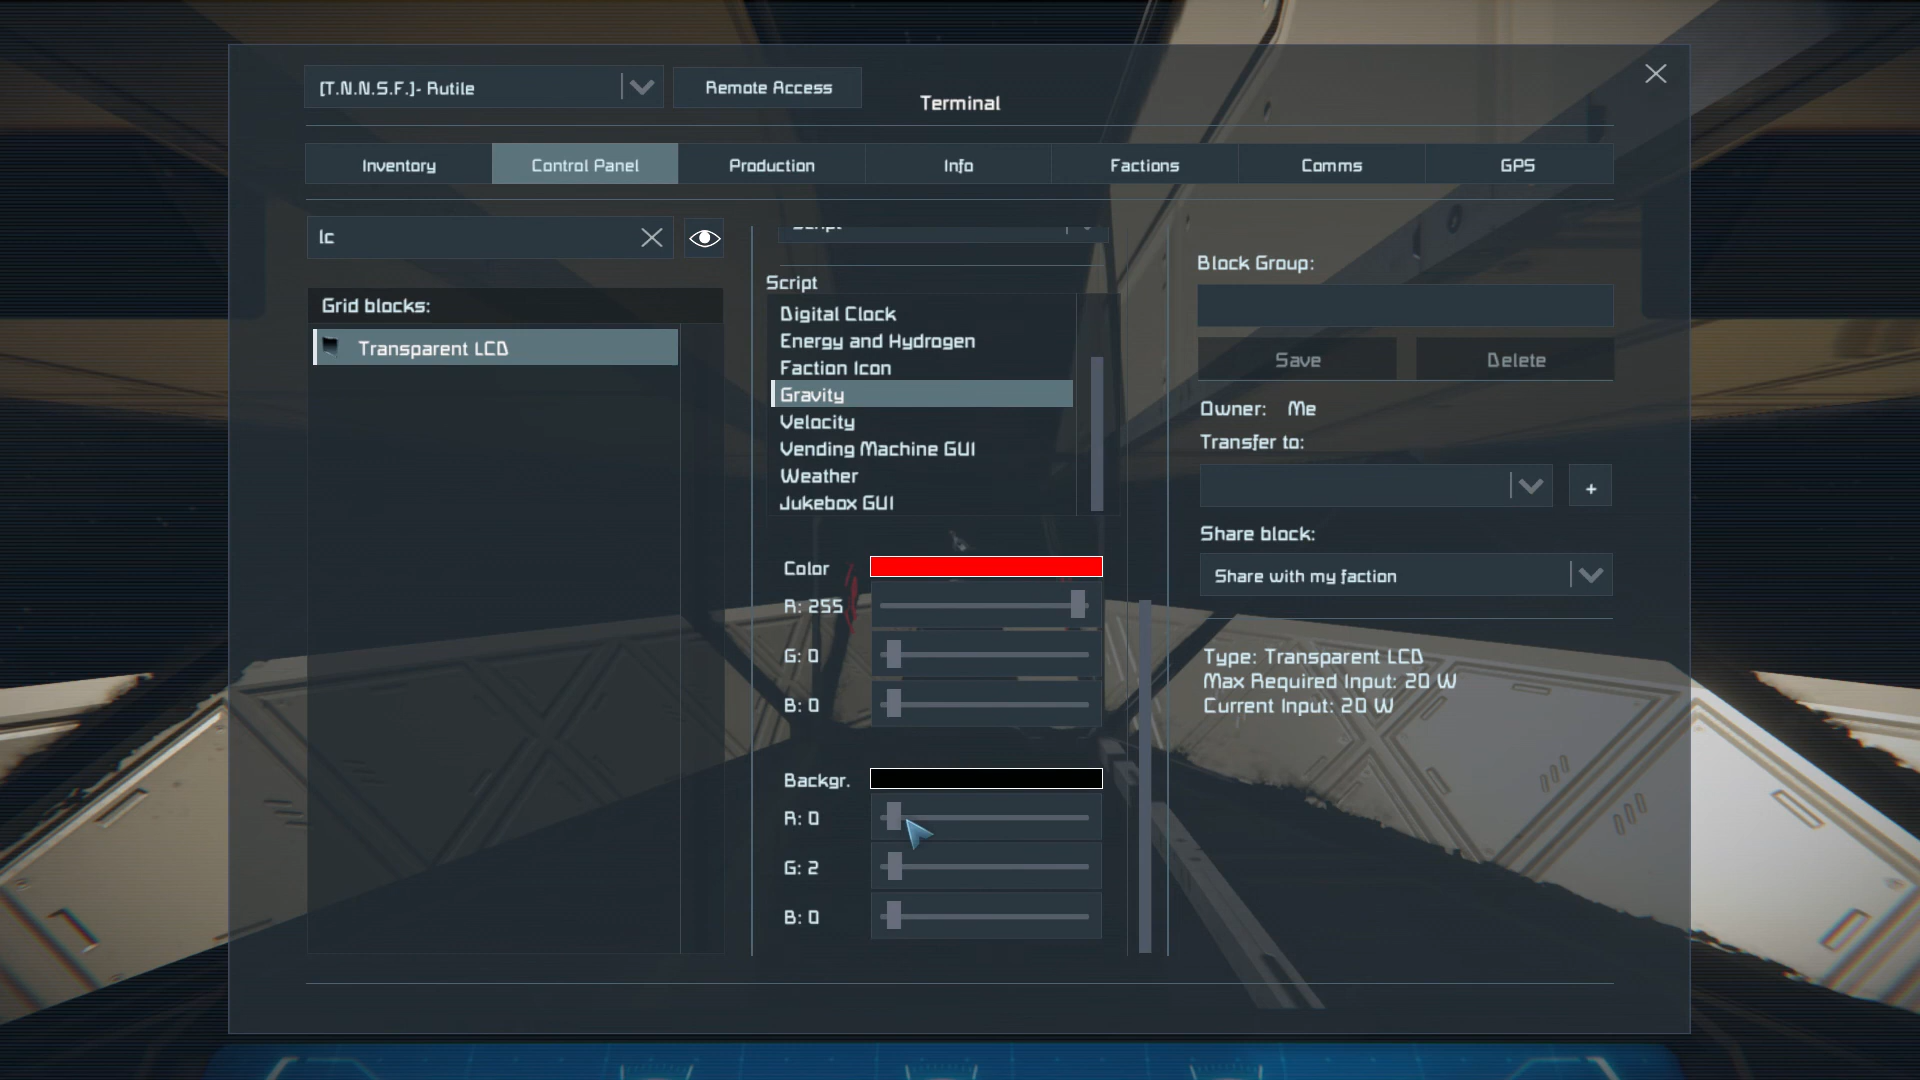 [T.N.N.S.F.]- Rutile
Remote Access
Terminal
Inventory
Control Panel
Production
Info
Factions
Comms
GPS
lc
Grid blocks:
Transparent LCD
Script
Script
Digital Clock
Energy and Hydrogen
Faction Icon
Gravity
Velocity
Vending Machine GUI
Weather
Jukebox GUI
Color
R: 255
G: 0
B: 0
Backgr.
R: 0
G: 2
B: 0
Block Group:
Save
Delete
Owner: Me
Transfer to:
+
Share block:
Share with my faction
Type: Transparent LCD
Max Required Input: 20 W
Current Input: 20 W